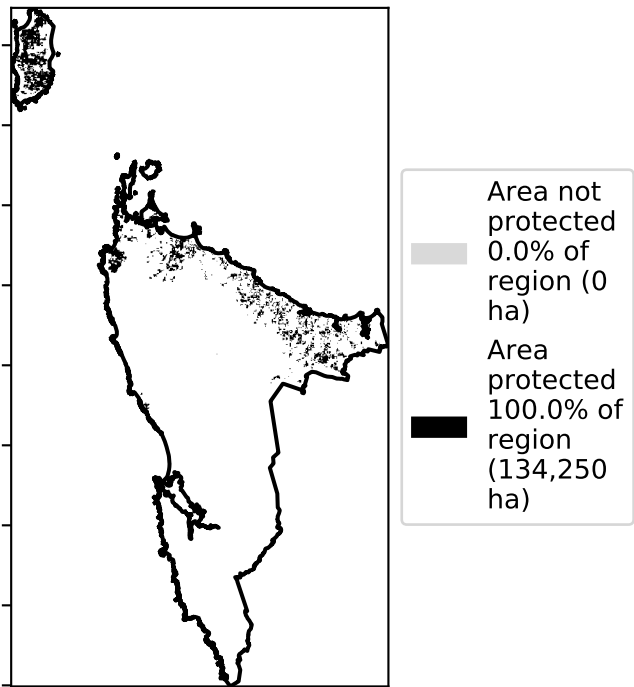 Area not
protected
0.0% of
region (0
ha)
Area
protected
100.0% of
region
(134,250
ha)